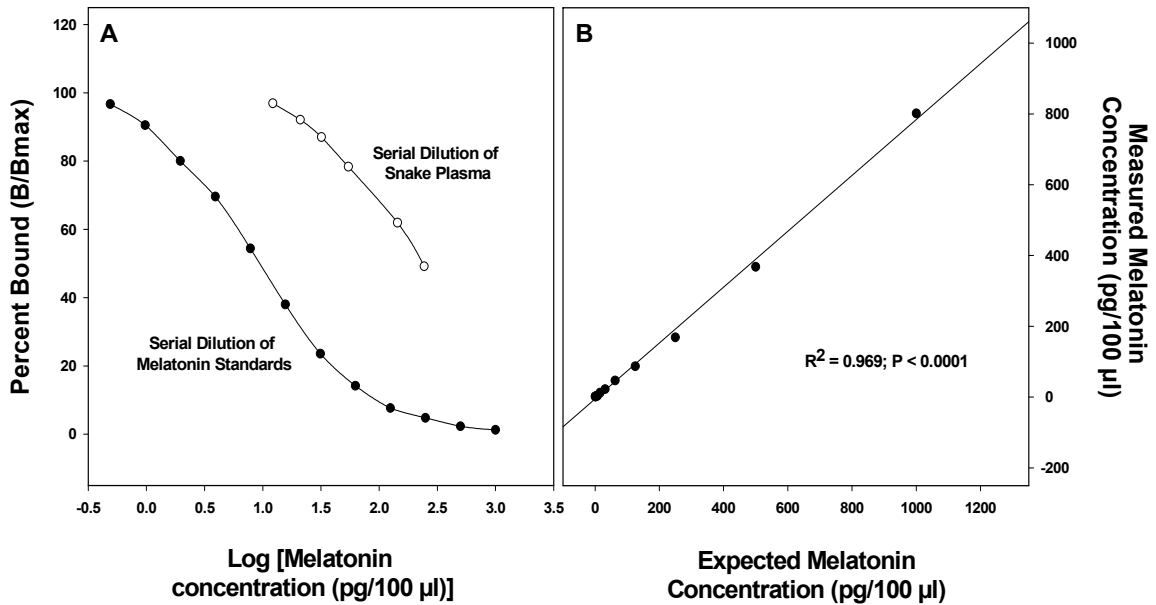 A
Percent Bound (B/Bmax)
120
100
80
60
40
20
0
Serial Dilution of
Snake Plasma
Serial Dilution of
Melatonin Standards
-0.5 0.0 0.5 1.0 1.5 2.0 2.5 3.0 3.5
Log [Melatonin
concentration (pg/100 µl)]
B
R2 = 0.969; P < 0.0001
1000
800
600
400
200
0
-200
Measured Melatonin
Concentration (pg/100 µl)
0 200 400 600 800 1000 1200
Expected Melatonin
Concentration (pg/100 µl)